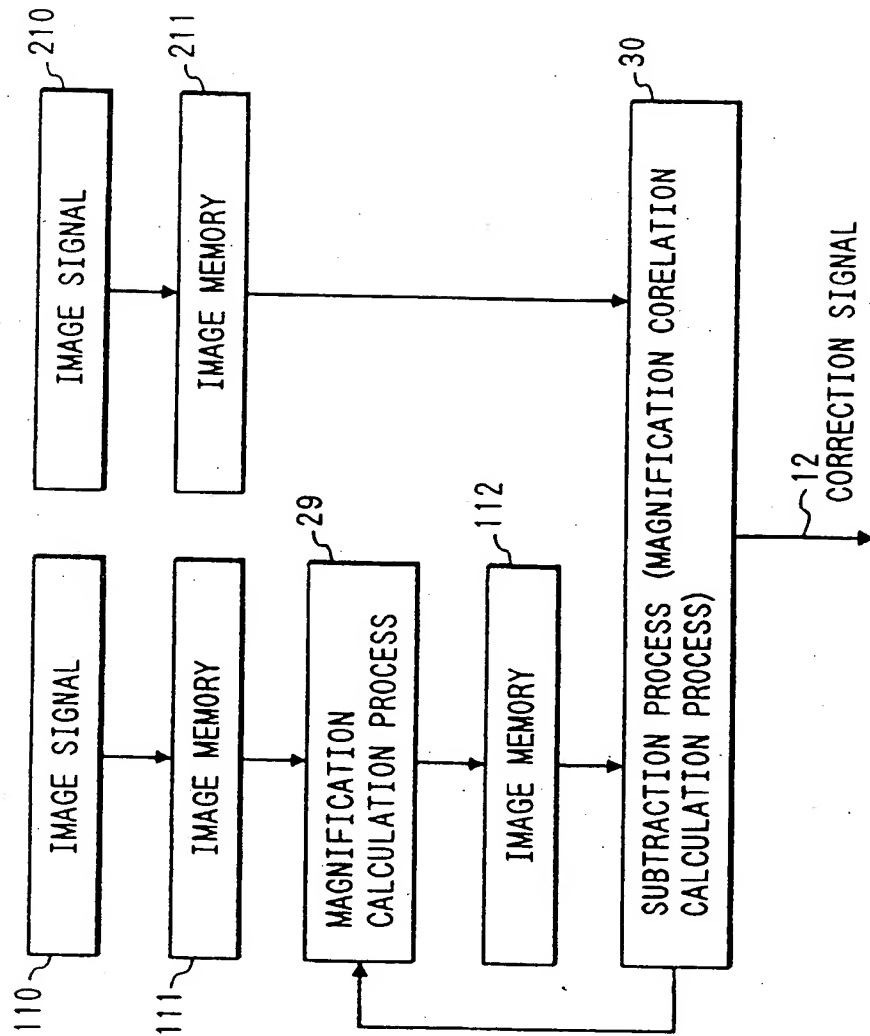 110
IMAGE SIGNAL
210
IMAGE SIGNAL
111
IMAGE MEMORY
211
IMAGE MEMORY
29
MAGNIFICATION
CALCULATION PROCESS
112
IMAGE MEMORY
30
SUBTRACTION PROCESS (MAGNIFICATION CORELATION
CALCULATION PROCESS)
12
CORRECTION SIGNAL